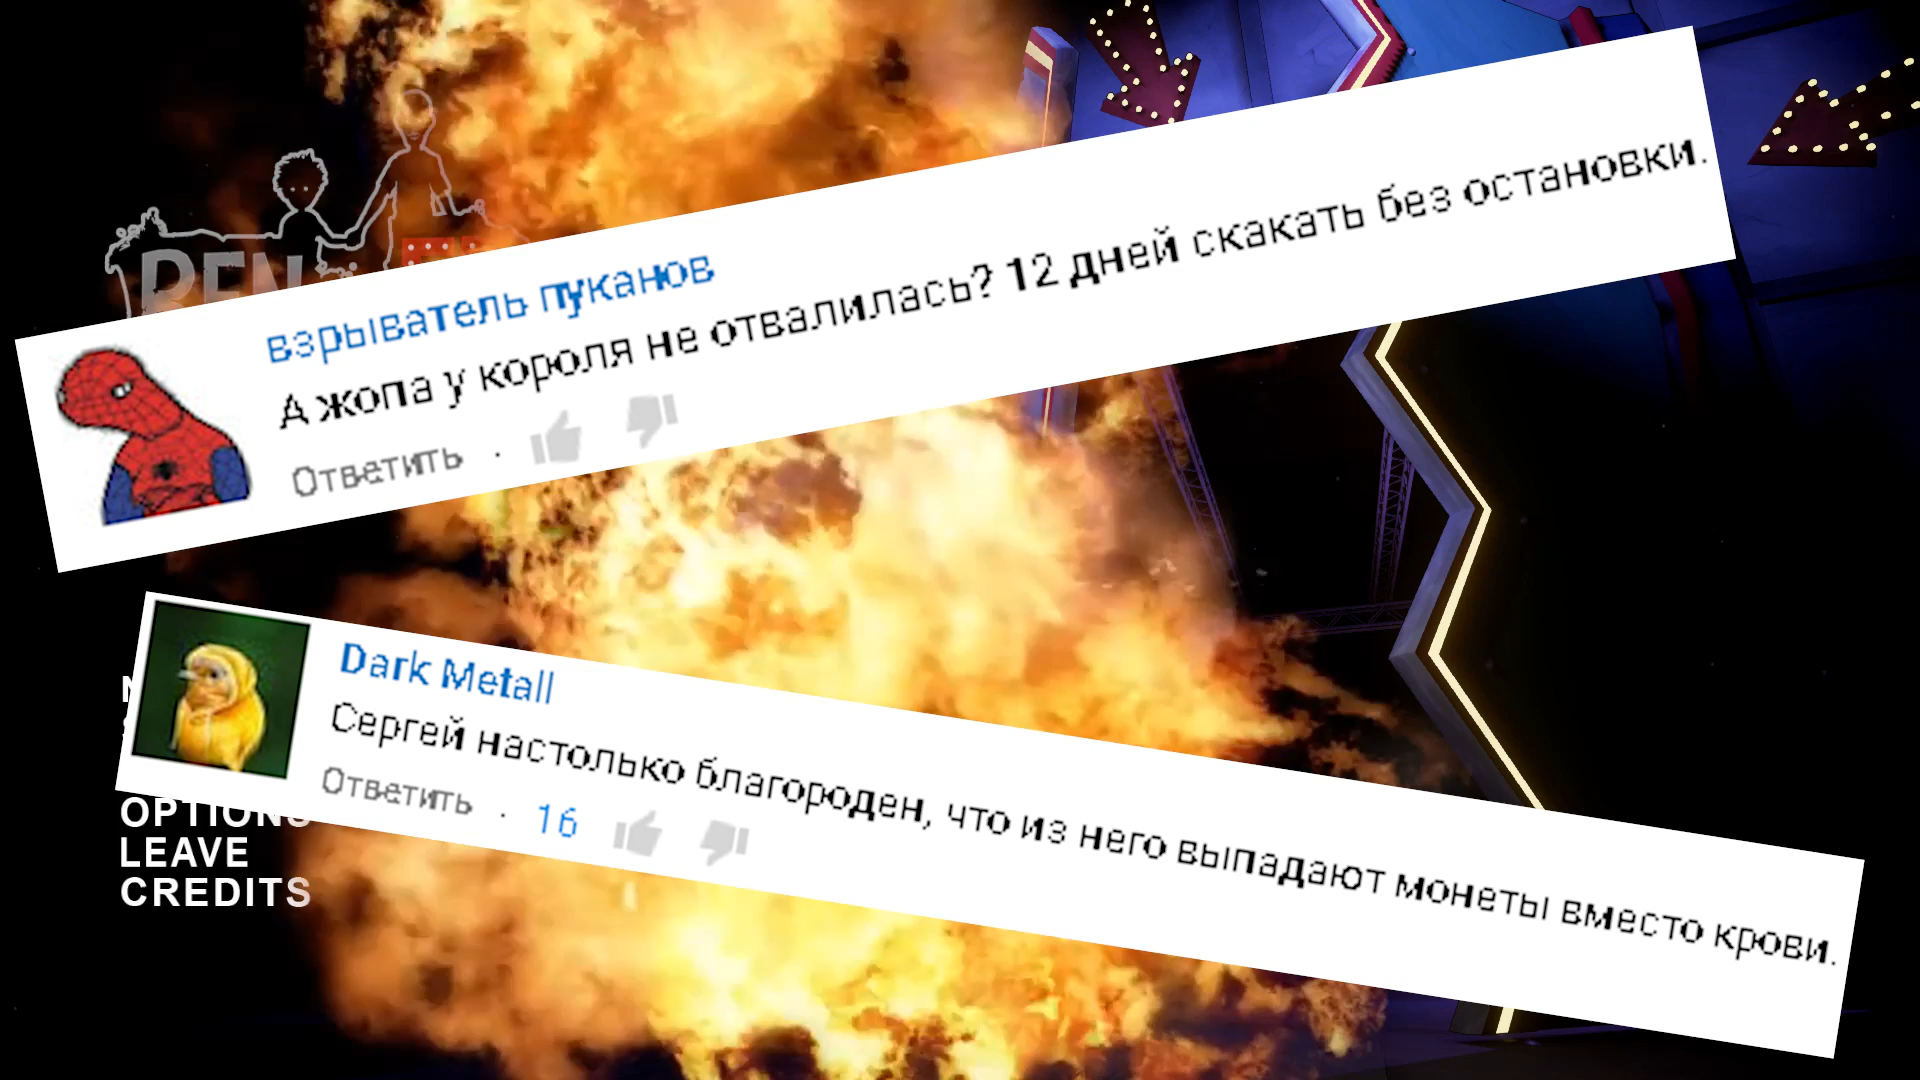 взрыватель пуканов
А жопа у короля не отвалилась? 12 дней скакать без остановки.
Ответить ·
Dark Metall
Сергей настолько благороден, что из него выпадают монеты вместо крови.
Ответить · 16
OPTIONS
LEAVE
CREDITS